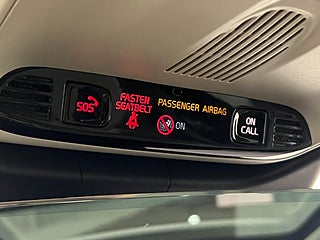 SOS
FASTEN
SEATBELT
PASSENGER AIRBAG
ON
ON
CALL